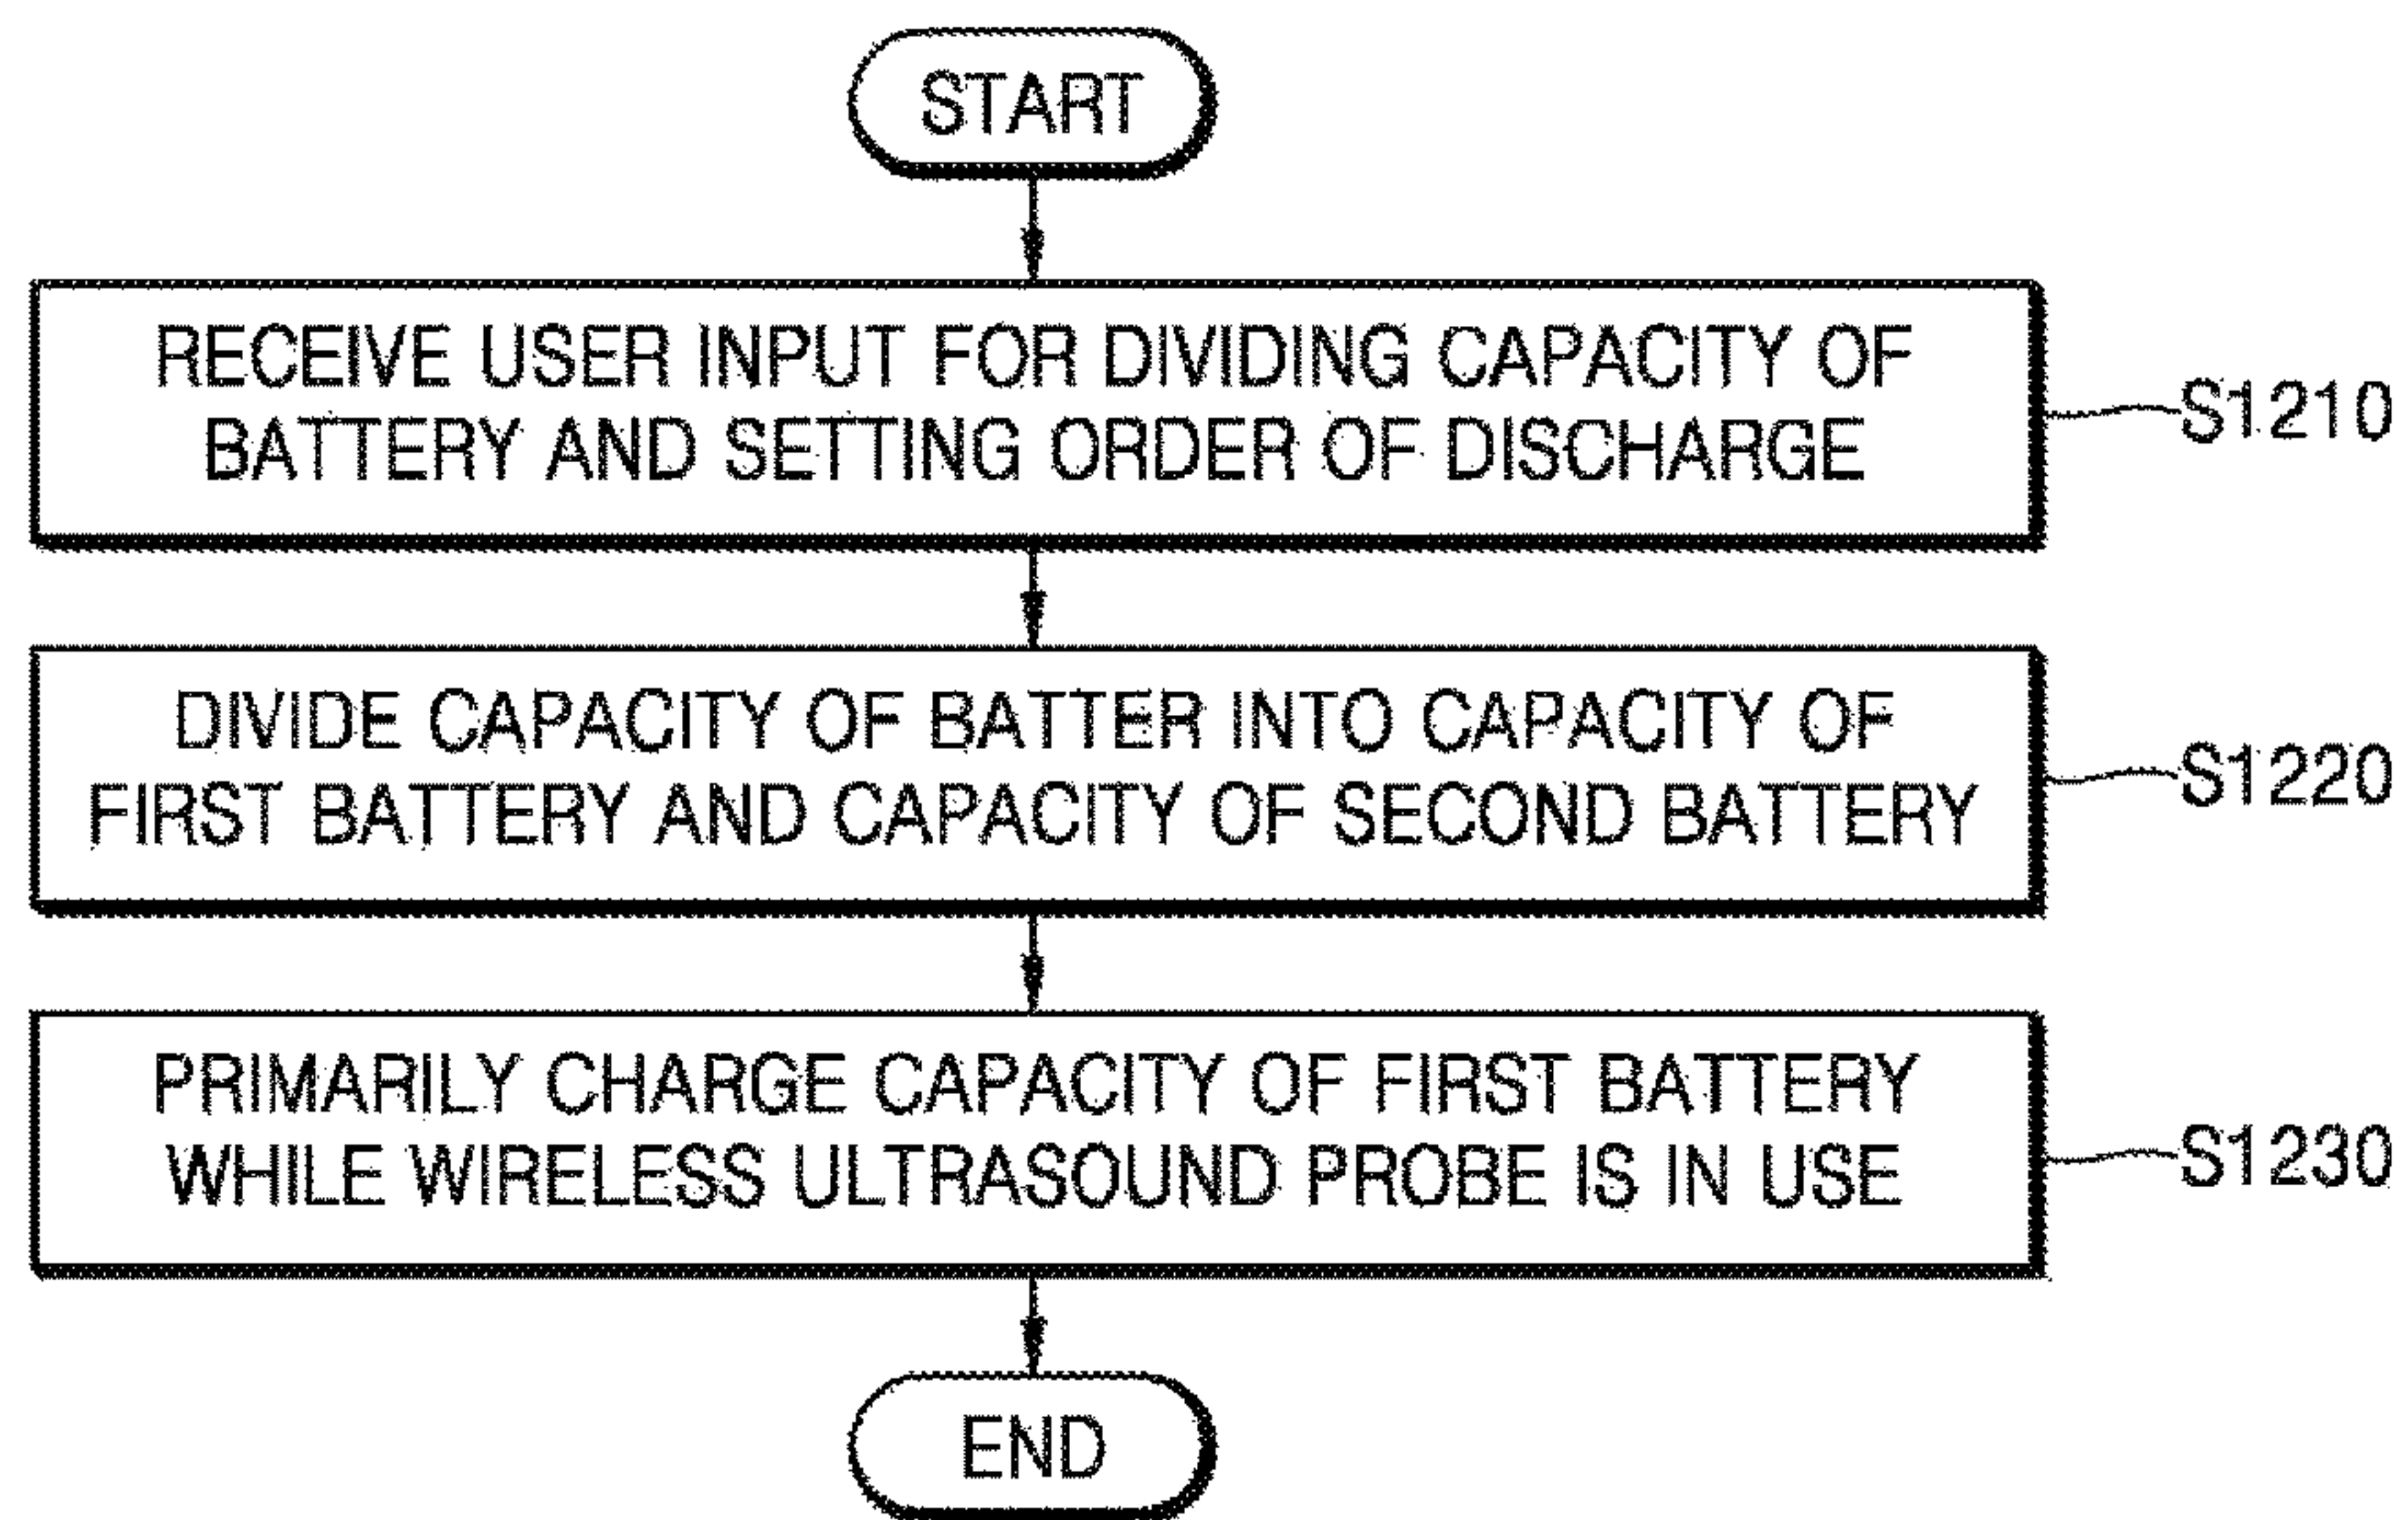 START
RECEIVE USER INPUT FOR DIVIDING CAPACITY OF
BATTERY AND SETTING ORDER OF DISCHARGE
S1210
DIVIDE CAPACITY OF BATTER INTO CAPACITY OF
FIRST BATTERY AND CAPACITY OF SECOND BATTERY
S1220
PRIMARILY CHARGE CAPACITY OF FIRST BATTERY
WHILE WIRELESS ULTRASOUND PROBE IS IN USE
S1230
END